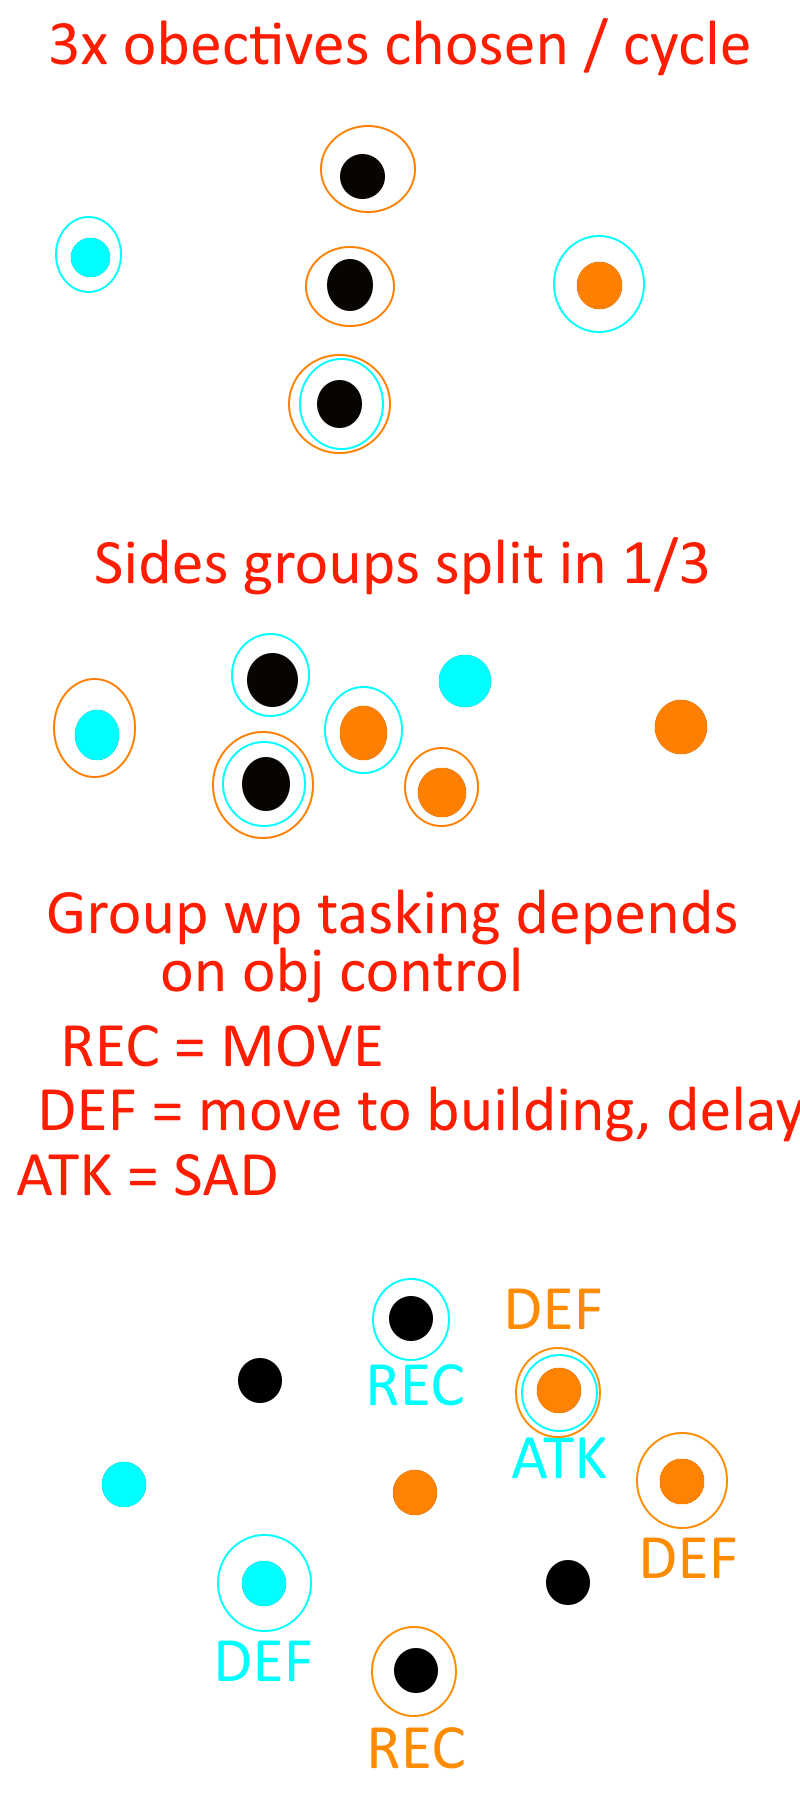 3x obectives chosen / cycle
Sides groups split in 1/3
Group wp tasking depends
on obj control
REC = MOVE
DEF = move to building, delay
ATK = SAD
DEF
REC
ATK
DEF
DEF
REC